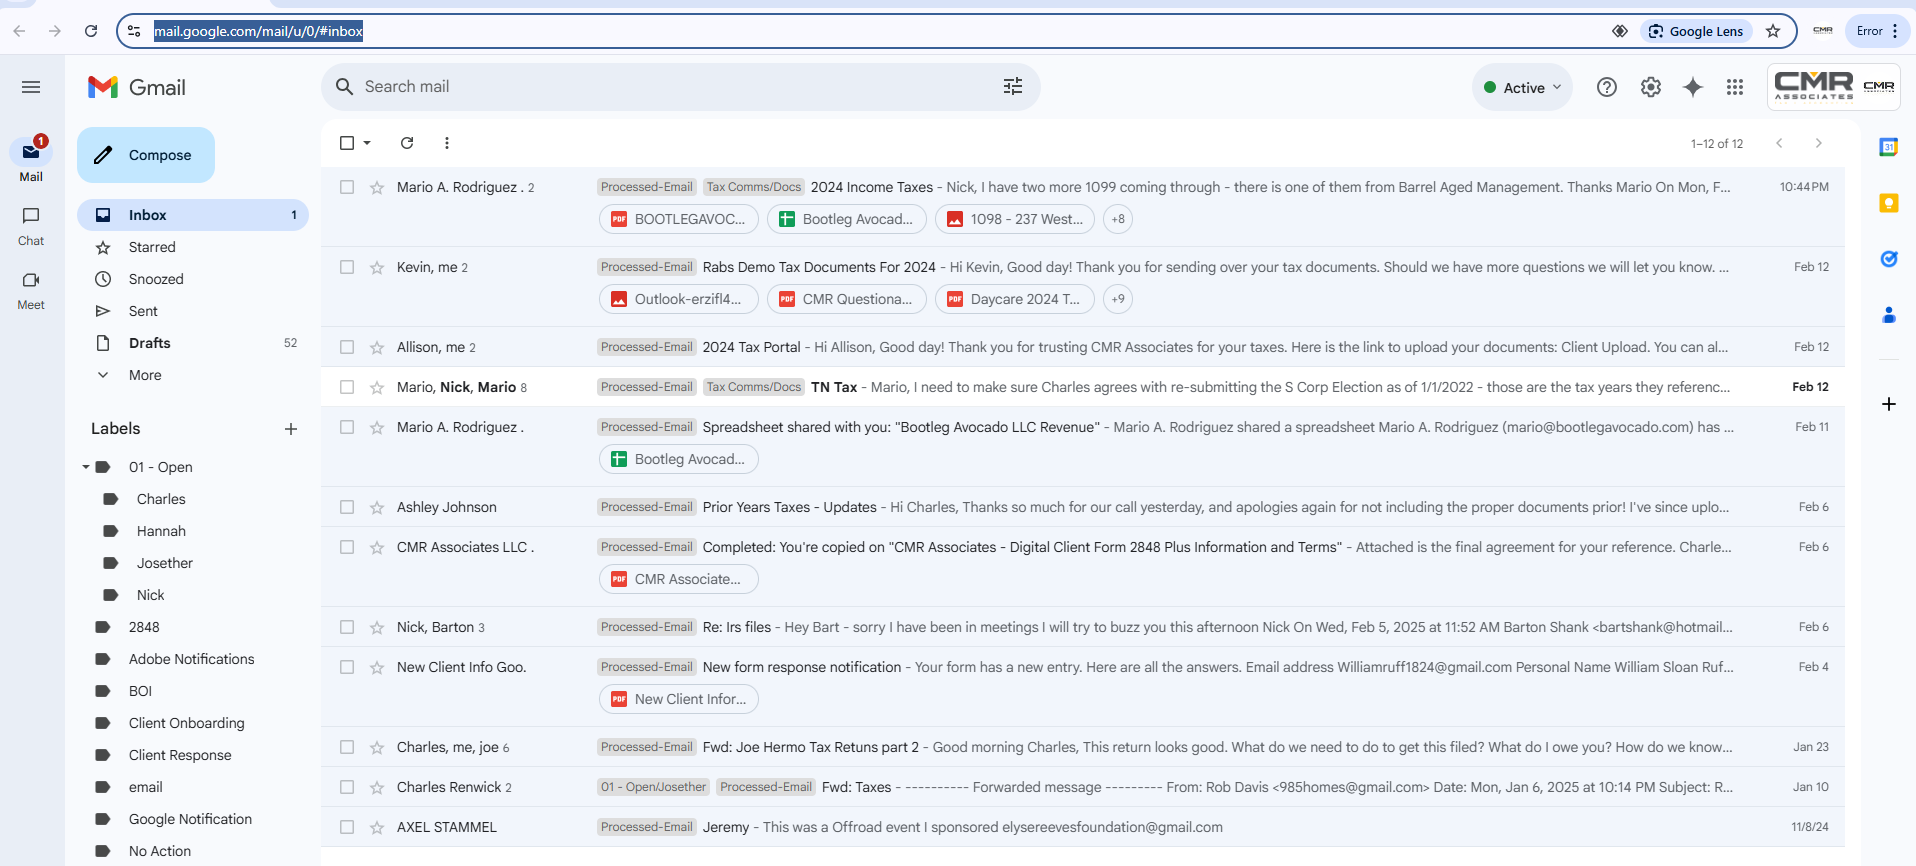 mail.google.com/mail/u/0/#inbox
Google Lens
CMR
Error
Gmail
Search mail
Active
CMR
ASSOCIATES
CMR
1
Mail
Chat
Meet
Compose
Inbox 1
Starred
Snoozed
Sent
Drafts 52
More
Labels
01 - Open
Charles
Hannah
Josether
Nick
2848
Adobe Notifications
BOI
Client Onboarding
Client Response
email
Google Notification
No Action
1–12 of 12
31
Mario A. Rodriguez . 2 Processed-Email Tax Comms/Docs 2024 Income Taxes - Nick, I have two more 1099 coming through - there is one of them from Barrel Aged Management. Thanks Mario On Mon, F... 10:44 PM
PDF BOOTLEGAVOC... Bootleg Avocad... 1098 - 237 West... +8
Kevin, me 2 Processed-Email Rabs Demo Tax Documents For 2024 - Hi Kevin, Good day! Thank you for sending over your tax documents. Should we have more questions we will let you know. ... Feb 12
Outlook-erzifl4... PDF CMR Questiona... PDF Daycare 2024 T... +9
Allison, me 2 Processed-Email 2024 Tax Portal - Hi Allison, Good day! Thank you for trusting CMR Associates for your taxes. Here is the link to upload your documents: Client Upload. You can al... Feb 12
Mario, Nick, Mario 8 Processed-Email Tax Comms/Docs TN Tax - Mario, I need to make sure Charles agrees with re-submitting the S Corp Election as of 1/1/2022 - those are the tax years they referenc... Feb 12
Mario A. Rodriguez . Processed-Email Spreadsheet shared with you: "Bootleg Avocado LLC Revenue" - Mario A. Rodriguez shared a spreadsheet Mario A. Rodriguez (mario@bootlegavocado.com) has ... Feb 11
Bootleg Avocad...
Ashley Johnson Processed-Email Prior Years Taxes - Updates - Hi Charles, Thanks so much for our call yesterday, and apologies again for not including the proper documents prior! I've since uplo... Feb 6
CMR Associates LLC . Processed-Email Completed: You're copied on "CMR Associates - Digital Client Form 2848 Plus Information and Terms" - Attached is the final agreement for your reference. Charle... Feb 6
PDF CMR Associate...
Nick, Barton 3 Processed-Email Re: Irs files - Hey Bart - sorry I have been in meetings I will try to buzz you this afternoon Nick On Wed, Feb 5, 2025 at 11:52 AM Barton Shank <bartshank@hotmail... Feb 6
New Client Info Goo. Processed-Email New form response notification - Your form has a new entry. Here are all the answers. Email address Williamruff1824@gmail.com Personal Name William Sloan Ruf... Feb 4
PDF New Client Infor...
Charles, me, joe 6 Processed-Email Fwd: Joe Hermo Tax Retuns part 2 - Good morning Charles, This return looks good. What do we need to do to get this filed? What do I owe you? How do we know... Jan 23
Charles Renwick 2 01 - Open/Josether Processed-Email Fwd: Taxes - ---------- Forwarded message --------- From: Rob Davis <985homes@gmail.com> Date: Mon, Jan 6, 2025 at 10:14 PM Subject: R... Jan 10
AXEL STAMMEL Processed-Email Jeremy - This was a Offroad event I sponsored elysereevesfoundation@gmail.com 11/8/24